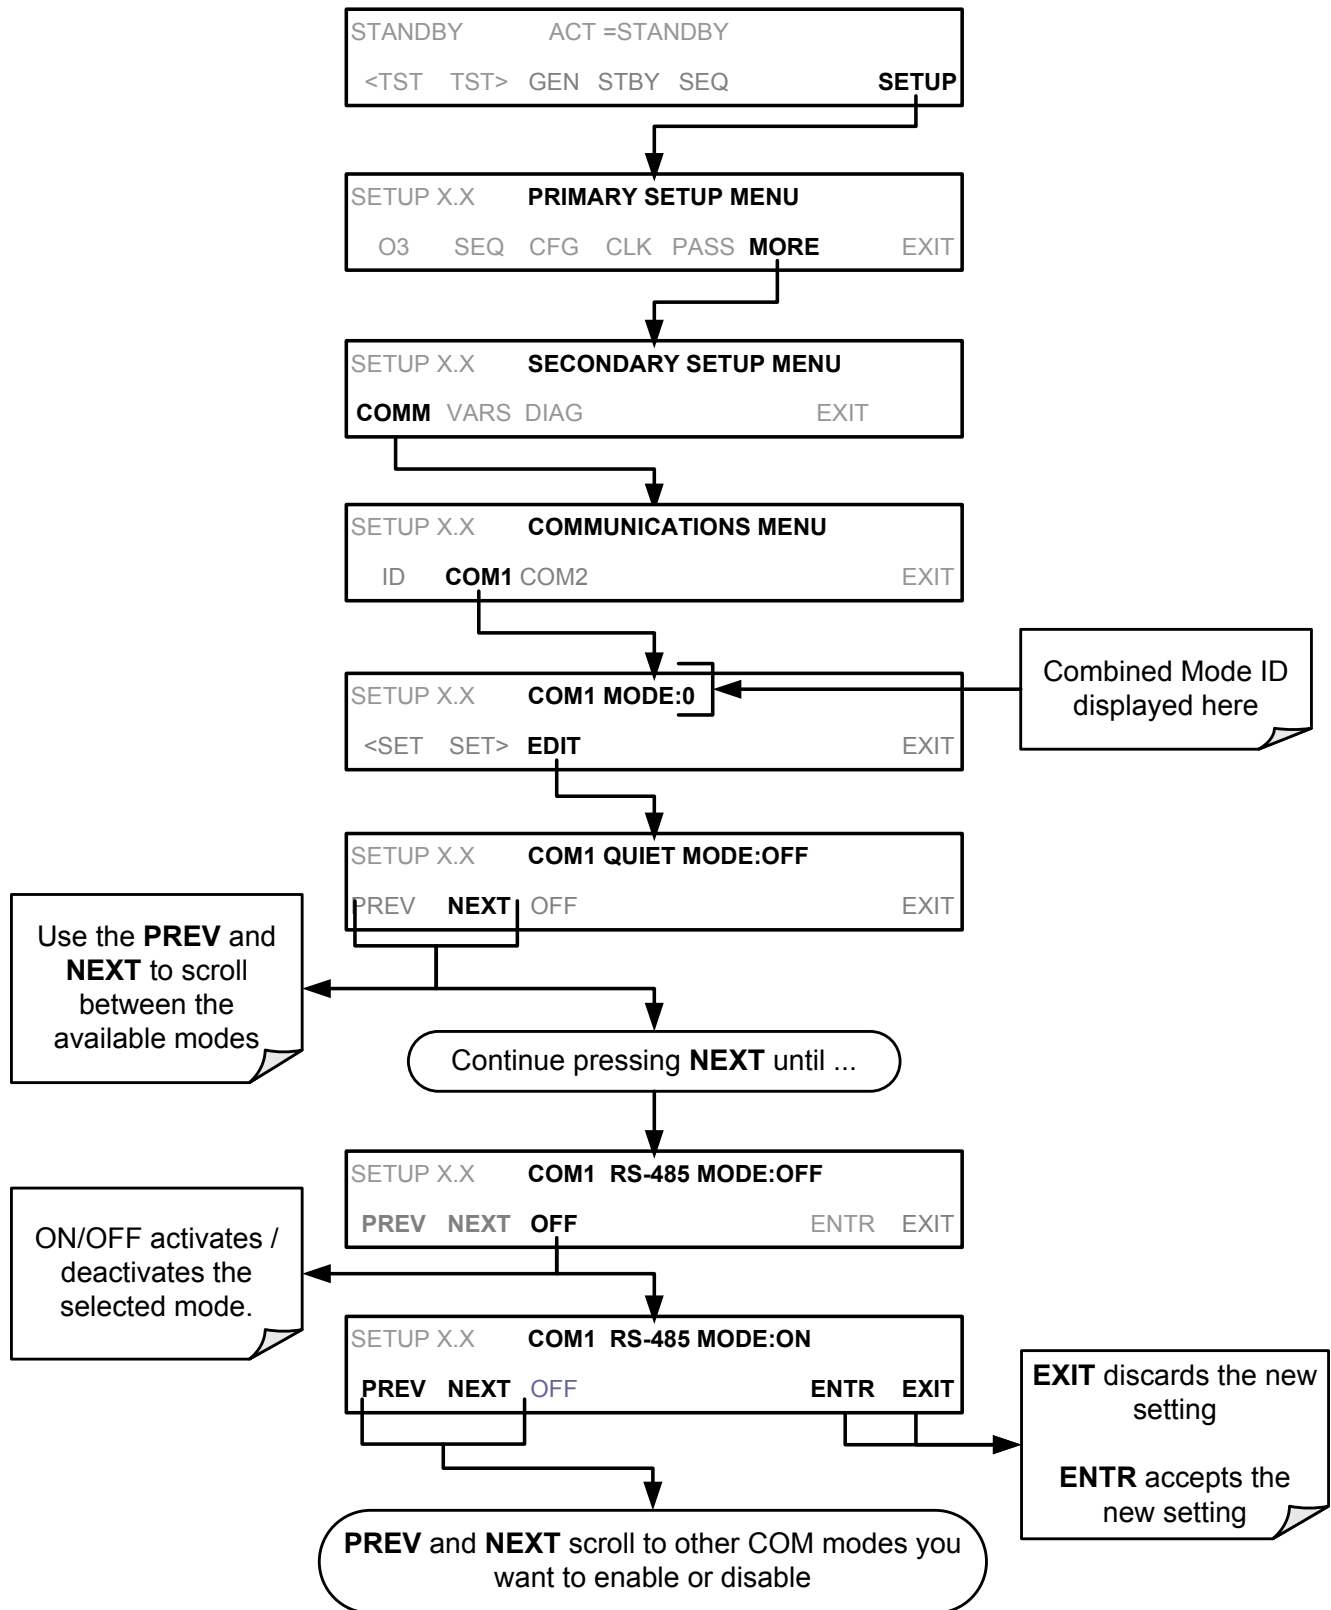 STANDBY ACT =STANDBY
<TST TST> GEN STBY SEQ SETUP
SETUP X.X PRIMARY SETUP MENU
O3 SEQ CFG CLK PASS MORE EXIT
SETUP X.X SECONDARY SETUP MENU
COMM VARS DIAG EXIT
SETUP X.X COMMUNICATIONS MENU
ID COM1 COM2 EXIT
SETUP X.X COM1 MODE:0
<SET SET> EDIT EXIT
Combined Mode ID
displayed here
SETUP X.X COM1 QUIET MODE:OFF
PREV NEXT OFF EXIT
Use the PREV and
NEXT to scroll
between the
available modes
Continue pressing NEXT until ...
SETUP X.X COM1 RS-485 MODE:OFF
PREV NEXT OFF ENTR EXIT
ON/OFF activates /
deactivates the
selected mode.
SETUP X.X COM1 RS-485 MODE:ON
PREV NEXT OFF ENTR EXIT
EXIT discards the new
setting
ENTR accepts the
new setting
PREV and NEXT scroll to other COM modes you
want to enable or disable